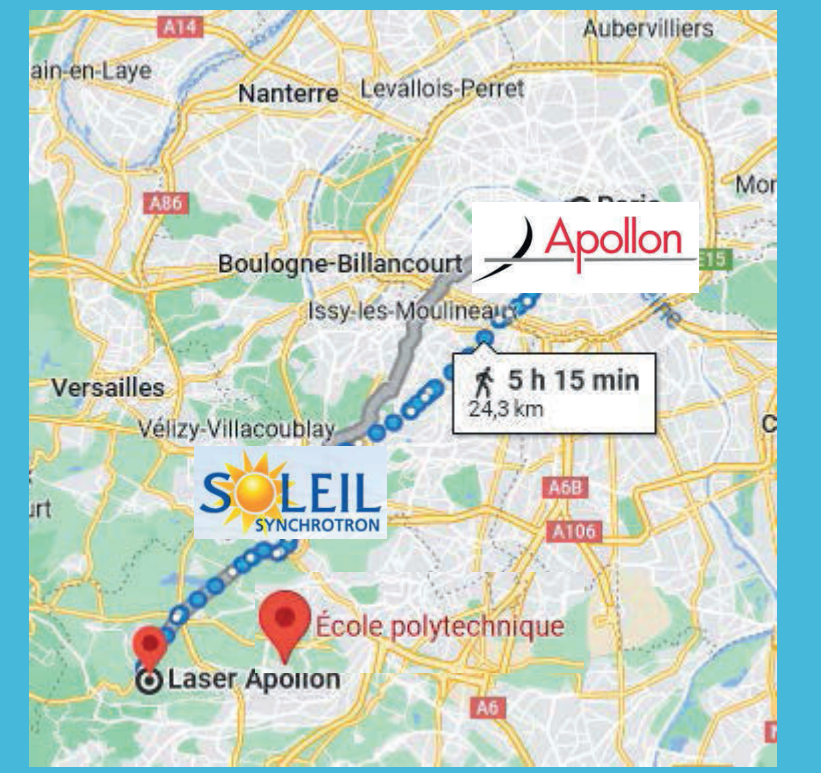 A14
Aubervilliers
ain-en-Laye
Nanterre
Levallois-Perret
A86
Paris
Mor
Apollon
E15
Boulogne-Billancourt
Issy-les-Moulineaux
eine
5 h 15 min
24,3 km
Versailles
Vélizy-Villacoublay
C
SOLEIL
SYNCHROTRON
A6B
urt
A106
École polytechnique
Laser Apollon
A6